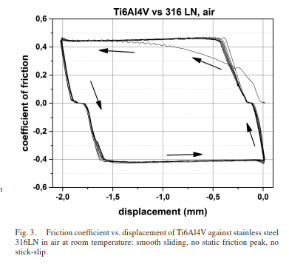 Ti6Al4V vs 316 LN, air
coefficient of friction
0,6
0,4
0,2
0,0
-0,2
-0,4
-0,6
-2,0 -1,5 -1,0 -0,5 0,0
displacement (mm)
Fig. 3. Friction coefficient vs. displacement of Ti6Al4V against stainless steel
316LN in air at room temperature: smooth sliding, no static friction peak, no
stick-slip.